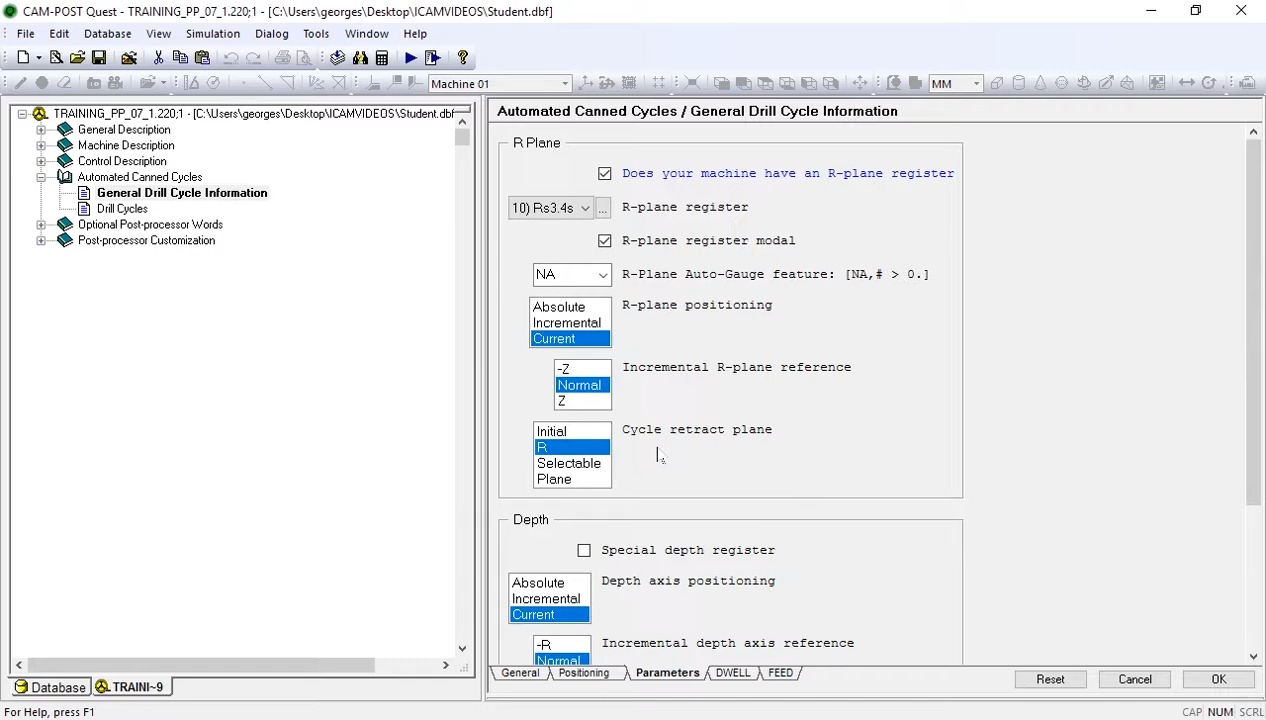 CAM-POST Quest - TRAINING_PP_07_1.220;1 - [C:\Users\georges\Desktop\ICAMVIDEOS\Student.dbf]
File Edit Database View Simulation Dialog Tools Window Help
Machine 01
MM
TRAINING_PP_07_1.220;1 - [C:\Users\georges\Desktop\ICAMVIDEOS\Student.dbf
General Description
Machine Description
Control Description
Automated Canned Cycles
General Drill Cycle Information
Drill Cycles
Optional Post-processor Words
Post-processor Customization
Database TRAINI~9
Automated Canned Cycles / General Drill Cycle Information
R Plane
Does your machine have an R-plane register
10) Rs3.4s ... R-plane register
R-plane register modal
NA R-Plane Auto-Gauge feature: [NA,# > 0.]
Absolute R-plane positioning
Incremental
Current
-Z Incremental R-plane reference
Normal
Z
Initial Cycle retract plane
R
Selectable
Plane
Depth
Special depth register
Absolute Depth axis positioning
Incremental
Current
-R Incremental depth axis reference
Normal
General Positioning Parameters DWELL FEED
Reset Cancel OK
For Help, press F1
CAP NUM SCRL